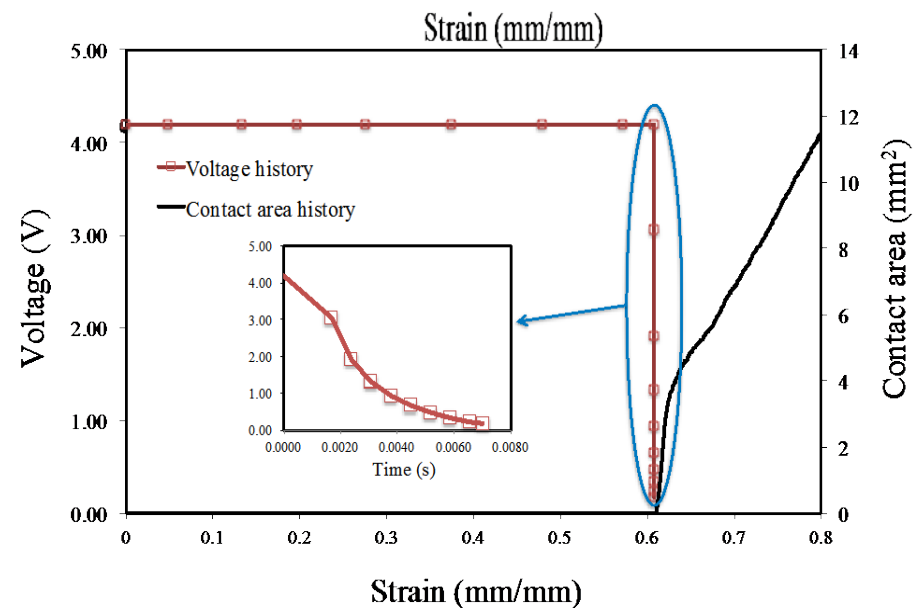 Strain (mm/mm)
5.00
4.00
3.00
2.00
1.00
0.00
Voltage (V)
14
12
10
8
6
4
2
0
Contact area (mm²)
Voltage history
Contact area history
5.00
4.00
3.00
2.00
1.00
0.00
0.0000 0.0020 0.0040 0.0060 0.0080
Time (s)
0 0.1 0.2 0.3 0.4 0.5 0.6 0.7 0.8
Strain (mm/mm)